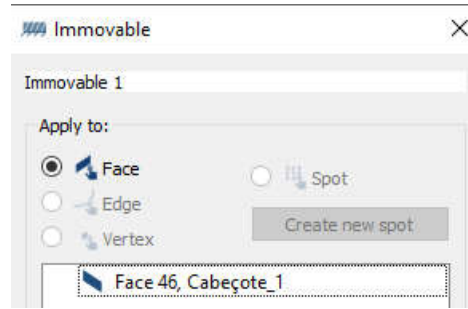 Immovable
Immovable 1
Apply to:
Face
Spot
Edge
Create new spot
Vertex
Face 46, Cabeçote_1